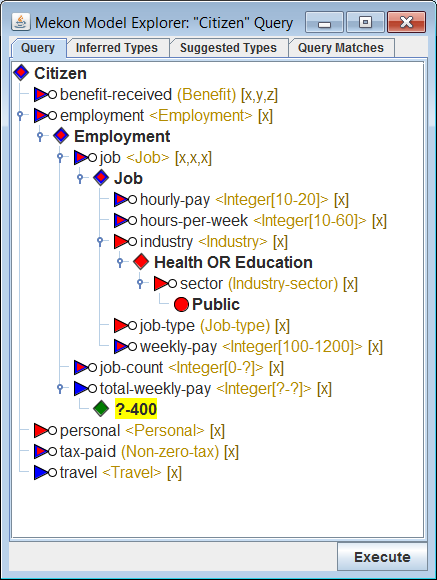 Mekon Model Explorer: "Citizen" Query
Query Inferred Types Suggested Types Query Matches
Citizen
benefit-received (Benefit) [x,y,z]
employment <Employment> [x]
Employment
job <Job> [x,x,x]
Job
hourly-pay <Integer[10-20]> [x]
hours-per-week <Integer[10-60]> [x]
industry <Industry> [x]
Health OR Education
sector (Industry-sector) [x]
Public
job-type (Job-type) [x]
weekly-pay <Integer[100-1200]> [x]
job-count <Integer[0-?]> [x]
total-weekly-pay <Integer[?-?]> [x]
?-400
personal <Personal> [x]
tax-paid (Non-zero-tax) [x]
travel <Travel> [x]
Execute